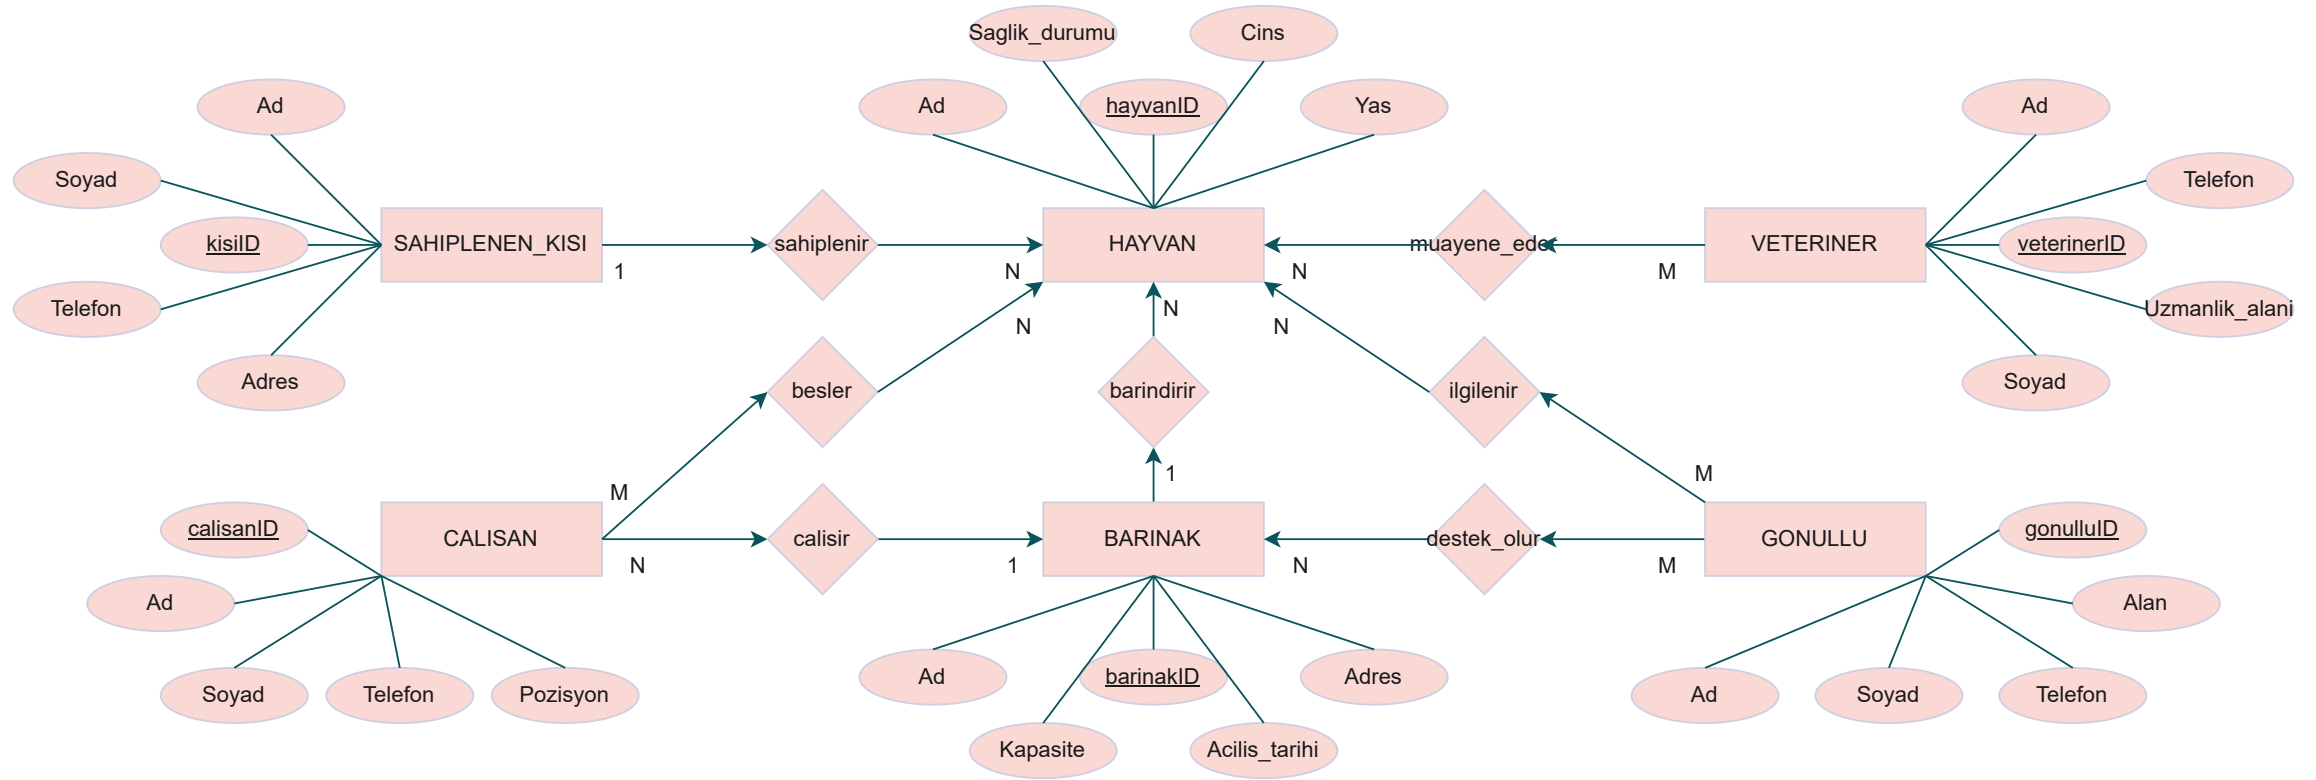 Saglik_durumu
Cins
Ad
Ad
hayvanID
Yas
Ad
Soyad
Telefon
kisiID
SAHIPLENEN_KISI
sahiplenir
HAYVAN
muayene_eder
VETERINER
veterinerID
1
N
N
M
Telefon
N
N
N
Uzmanlik_alani
Adres
besler
barindirir
ilgilenir
Soyad
M
1
M
calisanID
CALISAN
calisir
BARINAK
destek_olur
GONULLU
gonulluID
N
1
N
M
Ad
Alan
Soyad
Telefon
Pozisyon
Ad
barinakID
Adres
Ad
Soyad
Telefon
Kapasite
Acilis_tarihi